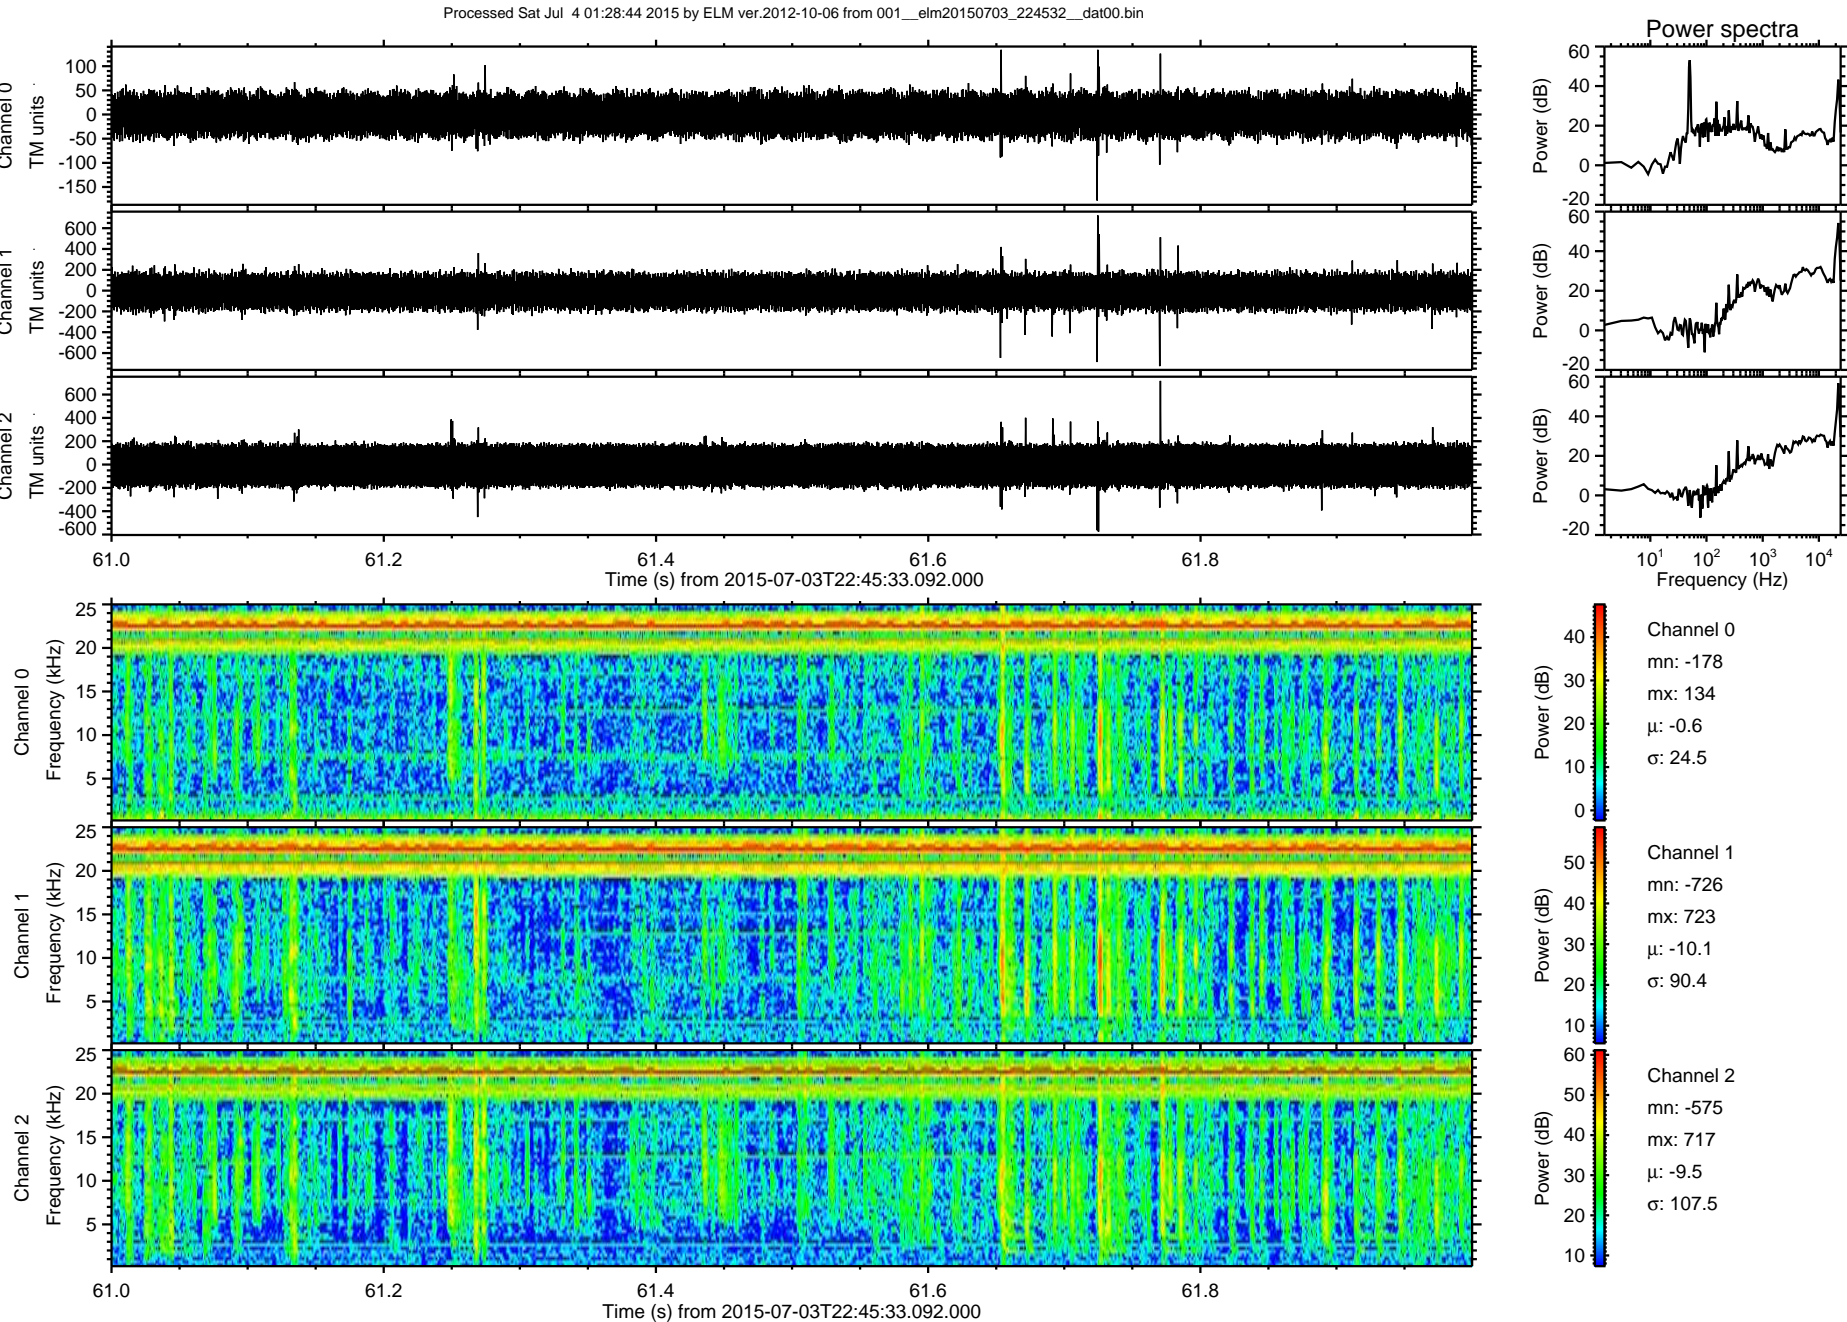 Processed Sat Jul 4 01:28:44 2015 by ELM ver.2012-10-06 from 001__elm20150703_224532__dat00.bin
Power spectra
Channel 0
TM units
100
50
0
-50
-100
-150
Power (dB)
60
40
20
0
-20
Channel 1
TM units
600
400
200
0
-200
-400
-600
Power (dB)
60
40
20
0
-20
Channel 2
TM units
600
400
200
0
-200
-400
-600
Power (dB)
60
40
20
0
-20
61.0 61.2 61.4 61.6 61.8
Time (s) from 2015-07-03T22:45:33.092.000
10^1 10^2 10^3 10^4
Frequency (Hz)
Channel 0
Frequency (kHz)
25
20
15
10
5
Power (dB)
40
30
20
10
0
Channel 0
mn: -178
mx: 134
μ: -0.6
σ: 24.5
Channel 1
Frequency (kHz)
25
20
15
10
5
Power (dB)
50
40
30
20
10
Channel 1
mn: -726
mx: 723
μ: -10.1
σ: 90.4
Channel 2
Frequency (kHz)
25
20
15
10
5
Power (dB)
60
50
40
30
20
10
Channel 2
mn: -575
mx: 717
μ: -9.5
σ: 107.5
61.0 61.2 61.4 61.6 61.8
Time (s) from 2015-07-03T22:45:33.092.000